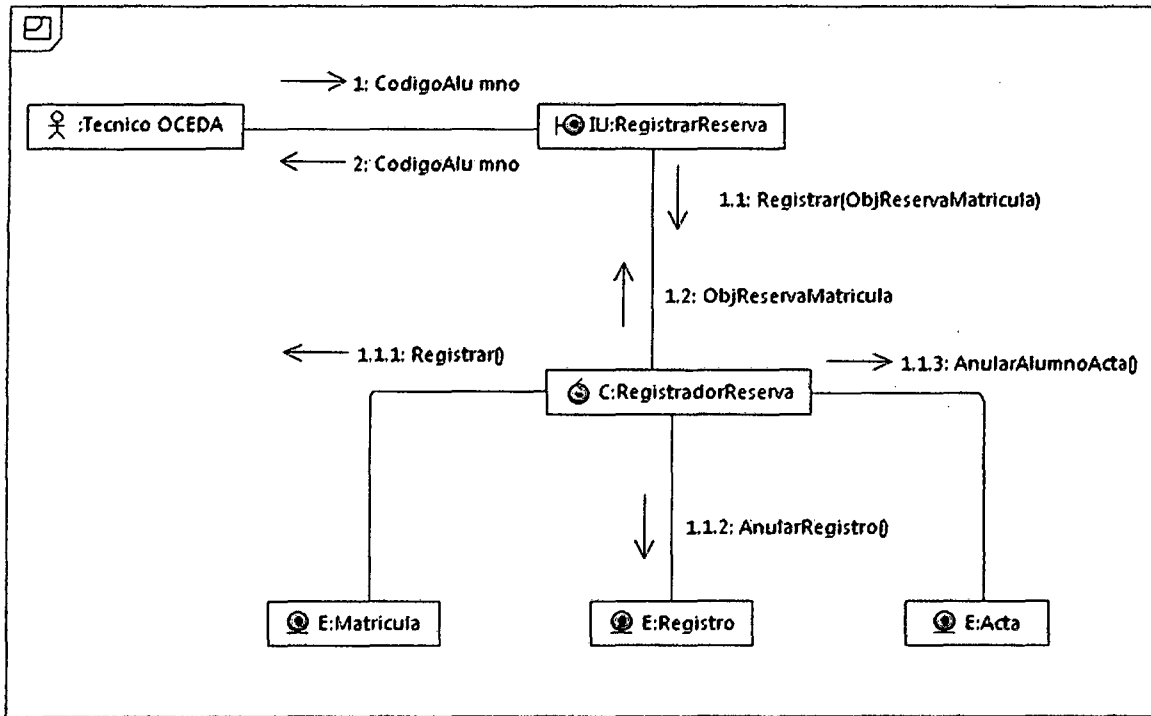 1: CodigoAlu mno
:Tecnico OCEDA
IU:RegistrarReserva
2: CodigoAlu mno
1.1: Registrar(ObjReservaMatricula)
1.2: ObjReservaMatricula
1.1.1: Registrar()
1.1.3: AnularAlumnoActa()
C:RegistradorReserva
1.1.2: AnularRegistro()
E:Matricula
E:Registro
E:Acta